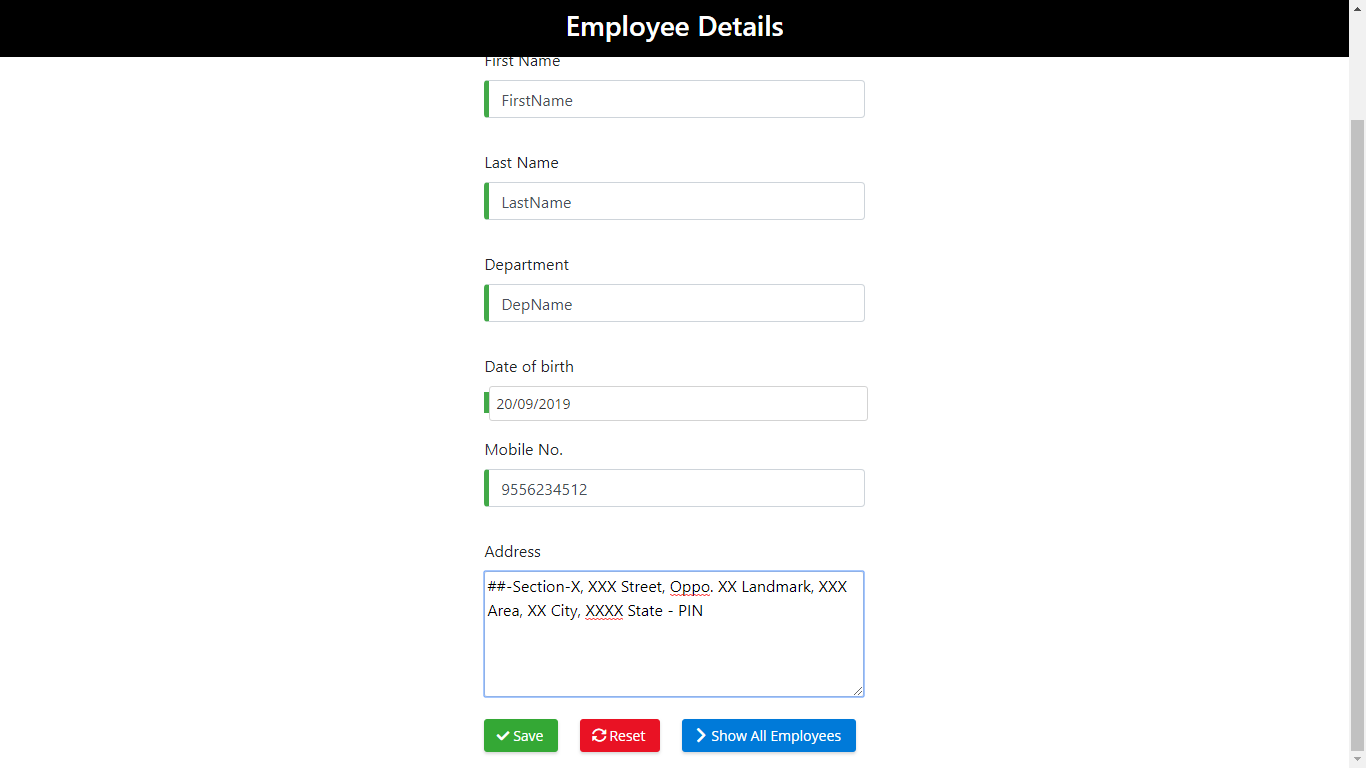 Employee Details
First Name
FirstName
Last Name
LastName
Department
DepName
Date of birth
20/09/2019
Mobile No.
9556234512
Address
##-Section-X, XXX Street, Oppo. XX Landmark, XXX
Area, XX City, XXXX State - PIN
Save Reset Show All Employees